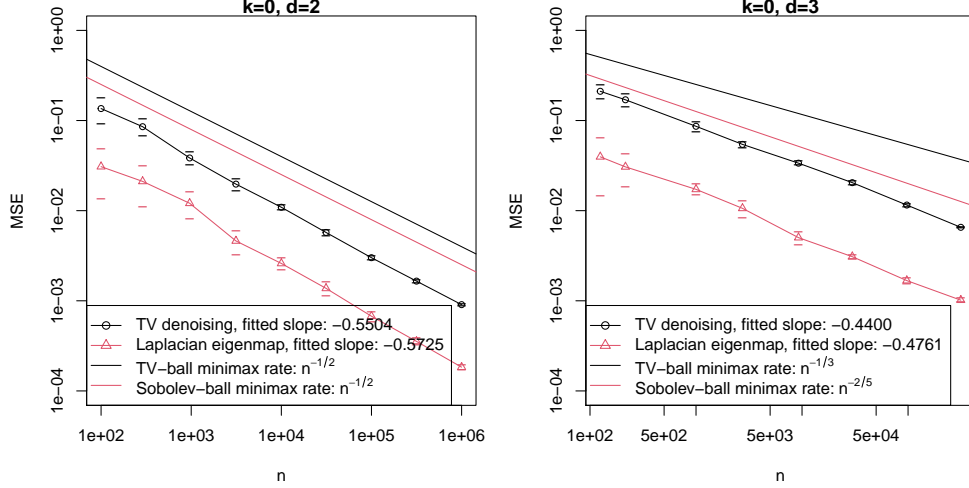 k=0, d=2
MSE
1e+00
1e−01
1e−02
1e−03
1e−04
TV denoising, fitted slope: −0.5504
Laplacian eigenmap, fitted slope: −0.5725
TV−ball minimax rate: n^{−1/2}
Sobolev−ball minimax rate: n^{−1/2}
1e+02 1e+03 1e+04 1e+05 1e+06
n
k=0, d=3
MSE
1e+00
1e−01
1e−02
1e−03
1e−04
TV denoising, fitted slope: −0.4400
Laplacian eigenmap, fitted slope: −0.4761
TV−ball minimax rate: n^{−1/3}
Sobolev−ball minimax rate: n^{−2/5}
1e+02 5e+02 5e+03 5e+04
n